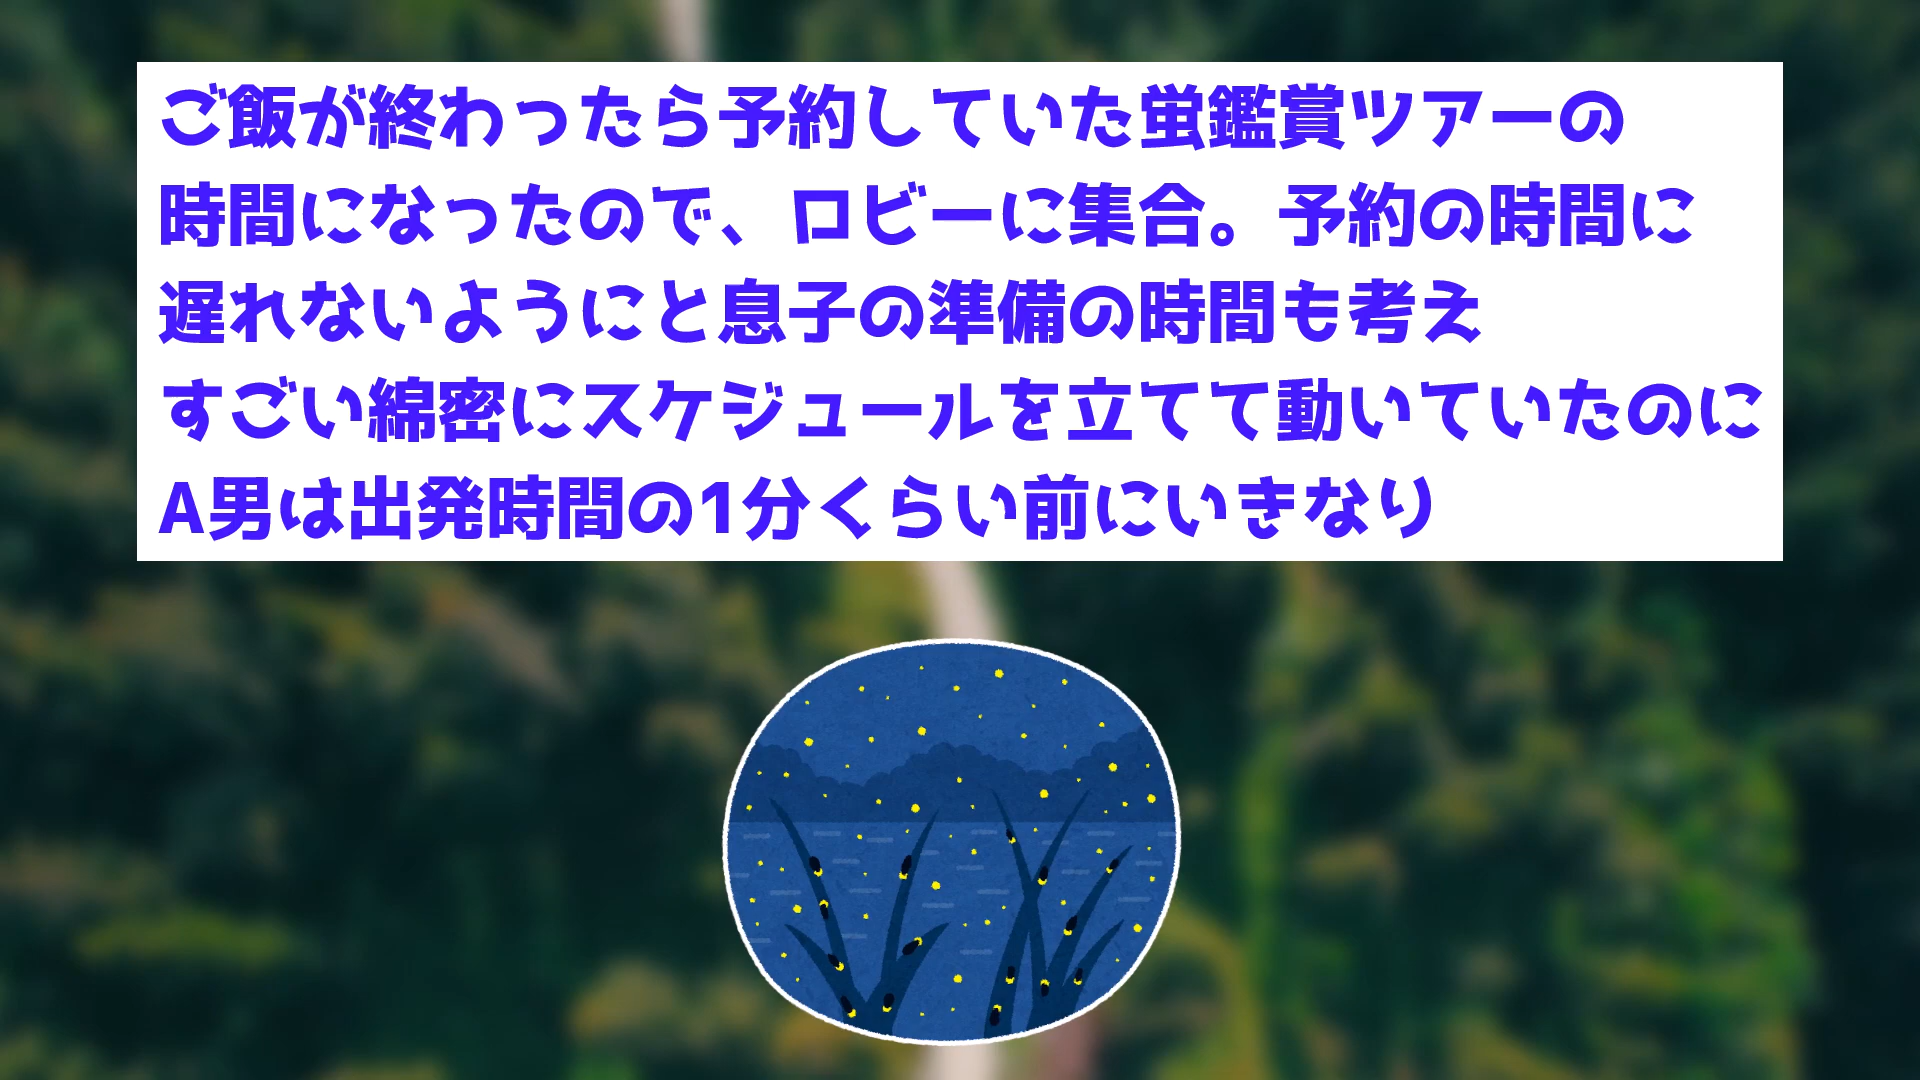 ご飯が終わったら予約していた蛍鑑賞ツアーの
時間になったので、ロビーに集合。予約の時間に
遅れないようにと息子の準備の時間も考え
すごい綿密にスケジュールを立てて動いていたのに
A男は出発時間の1分くらい前にいきなり